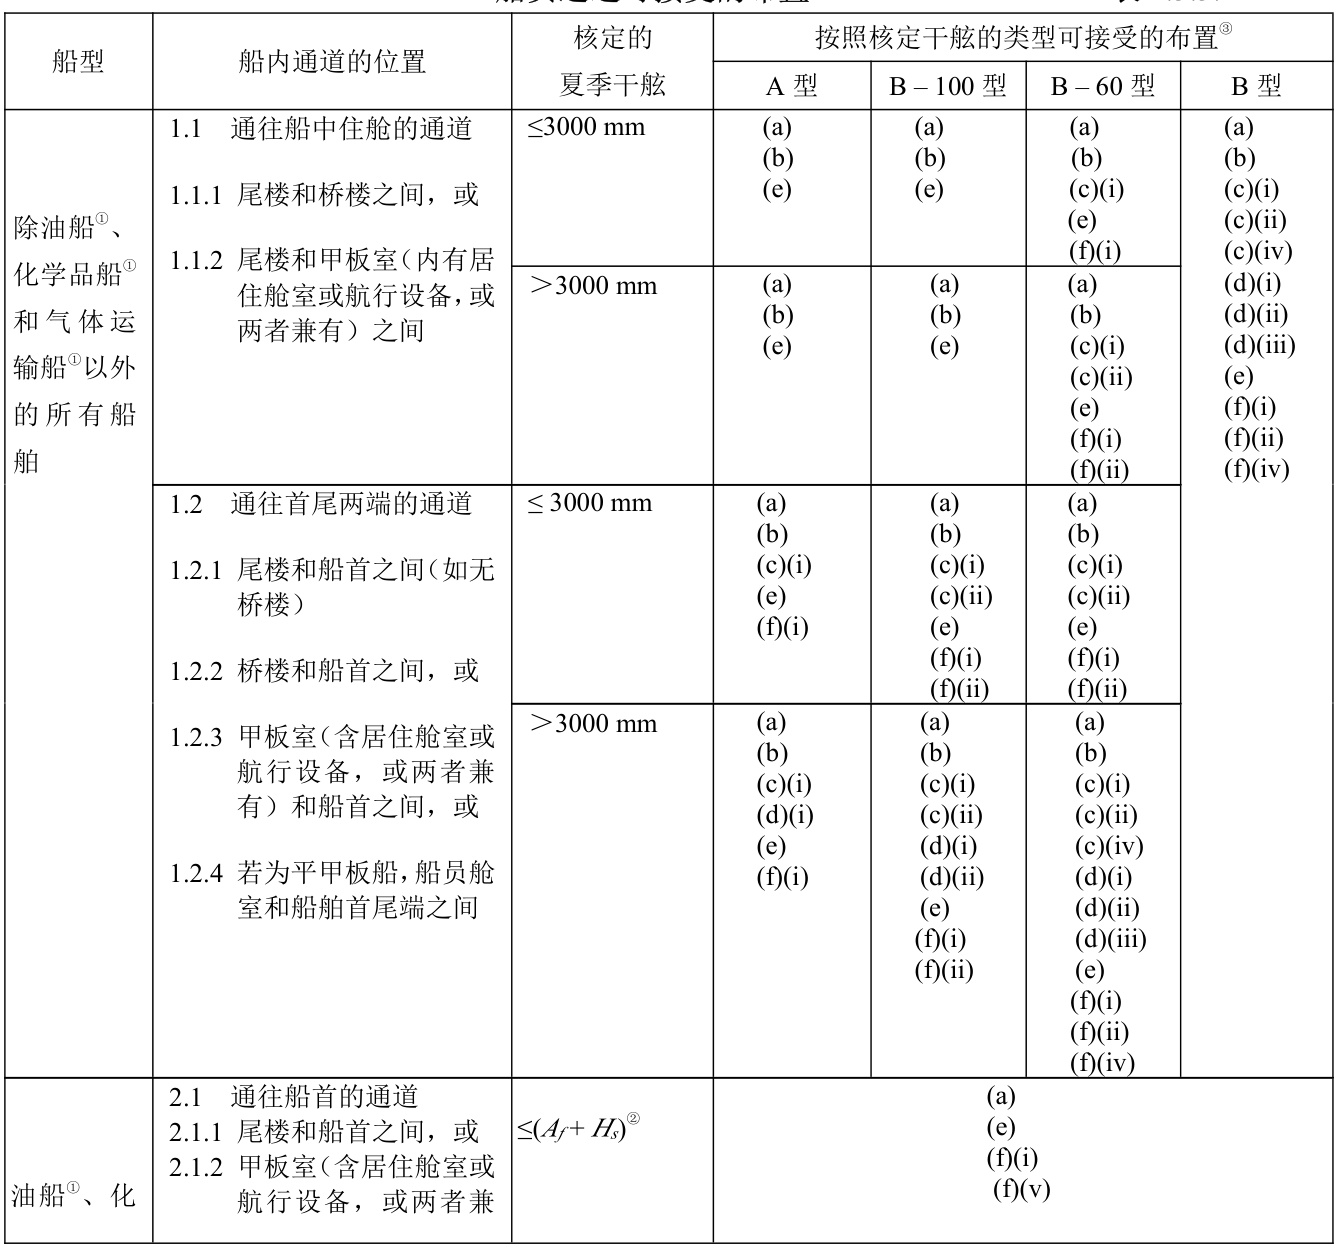 船型
船内通道的位置
核定的
夏季干舷
按照核定干舷的类型可接受的布置③
A 型
B – 100 型
B – 60 型
B 型
除油船①、
化学品船①
和气体运
输船①以外
的所有船
舶
1.1 通往船中住舱的通道
1.1.1 尾楼和桥楼之间，或
1.1.2 尾楼和甲板室（内有居
住舱室或航行设备，或
两者兼有）之间
≤3000 mm
(a)
(b)
(e)
(a)
(b)
(e)
(a)
(b)
(c)(i)
(e)
(f)(i)
(a)
(b)
(c)(i)
(c)(ii)
(c)(iv)
(d)(i)
(d)(ii)
(d)(iii)
(e)
(f)(i)
(f)(ii)
(f)(iv)
＞3000 mm
(a)
(b)
(e)
(a)
(b)
(e)
(a)
(b)
(c)(i)
(c)(ii)
(e)
(f)(i)
(f)(ii)
1.2 通往首尾两端的通道
1.2.1 尾楼和船首之间（如无
桥楼）
1.2.2 桥楼和船首之间，或
1.2.3 甲板室（含居住舱室或
航行设备，或两者兼
有）和船首之间，或
1.2.4 若为平甲板船，船员舱
室和船舶首尾端之间
≤ 3000 mm
(a)
(b)
(c)(i)
(e)
(f)(i)
(a)
(b)
(c)(i)
(c)(ii)
(e)
(f)(i)
(f)(ii)
(a)
(b)
(c)(i)
(c)(ii)
(e)
(f)(i)
(f)(ii)
＞3000 mm
(a)
(b)
(c)(i)
(d)(i)
(e)
(f)(i)
(a)
(b)
(c)(i)
(c)(ii)
(d)(i)
(d)(ii)
(e)
(f)(i)
(f)(ii)
(a)
(b)
(c)(i)
(c)(ii)
(c)(iv)
(d)(i)
(d)(ii)
(d)(iii)
(e)
(f)(i)
(f)(ii)
(f)(iv)
油船①、化
2.1 通往船首的通道
2.1.1 尾楼和船首之间，或
2.1.2 甲板室（含居住舱室或
航行设备，或两者兼
≤(Af + Hs)②
(a)
(e)
(f)(i)
(f)(v)